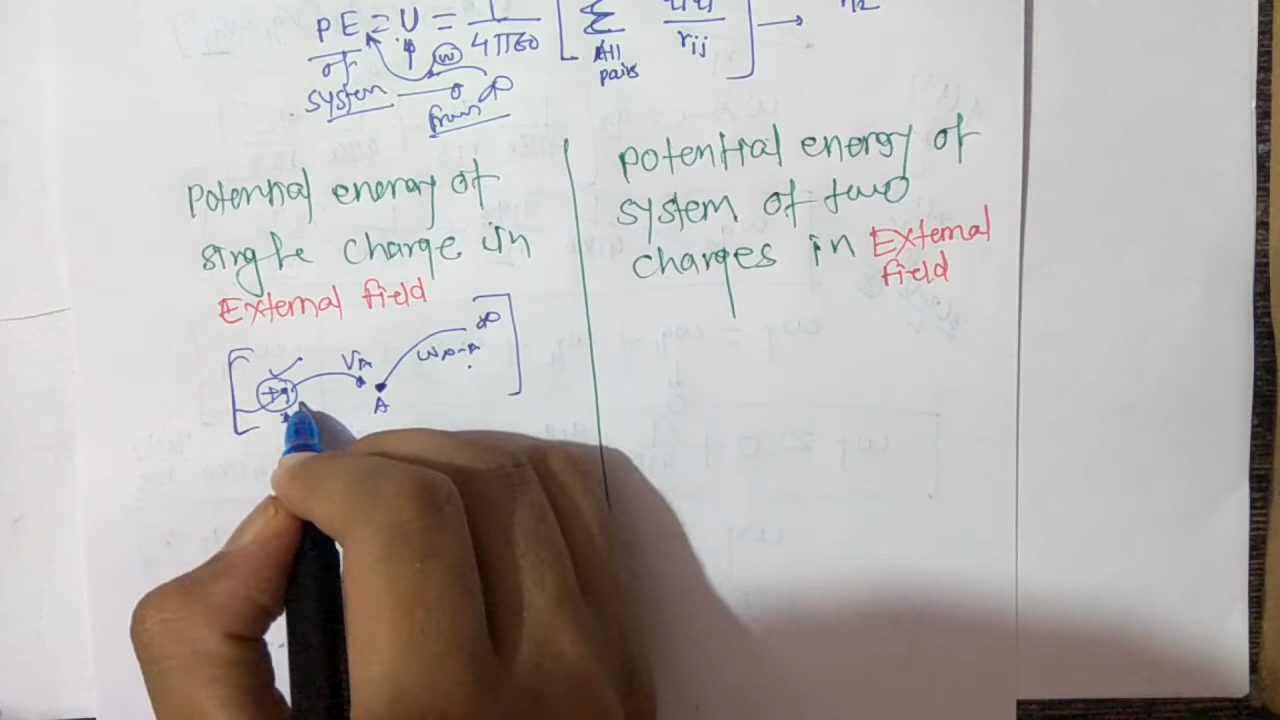 PE = U = 1/4πε0 [ Σ All pairs qiqj/rij ] →
of
system
from ∞
Potential energy of
single charge in
External field
VA
W∞-A
∞
+q
A
Potential energy of
system of two
charges in External
field